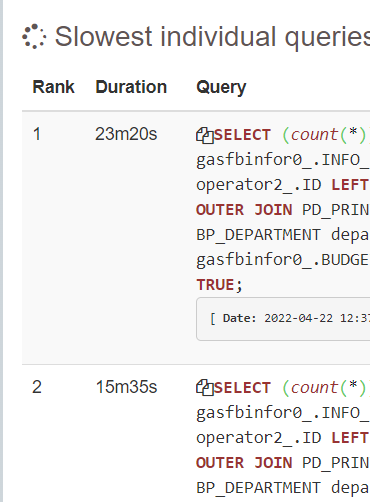 Slowest individual queries
Rank Duration Query
1 23m20s SELECT (count(*)
gasfbinfor0_.INFO_
operator2_.ID LEFT
OUTER JOIN PD_PRIN
BP_DEPARTMENT depa
gasfbinfor0_.BUDGE
TRUE;
[ Date: 2022-04-22 12:37
2 15m35s SELECT (count(*)
gasfbinfor0_.INFO_
operator2_.ID LEFT
OUTER JOIN PD_PRIN
BP_DEPARTMENT depa